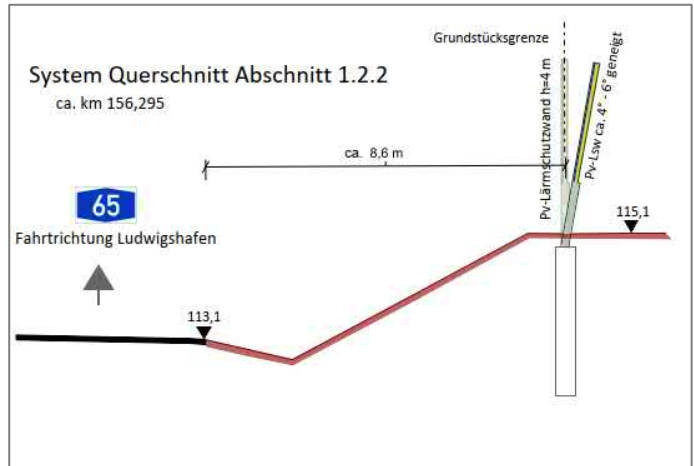 System Querschnitt Abschnitt 1.2.2
ca. km 156,295
Grundstücksgrenze
Pv-Lärmschutzwand h=4 m
Pv-Lsw ca. 4° - 6° geneigt
ca. 8,6 m
65
Fahrtrichtung Ludwigshafen
115,1
113,1